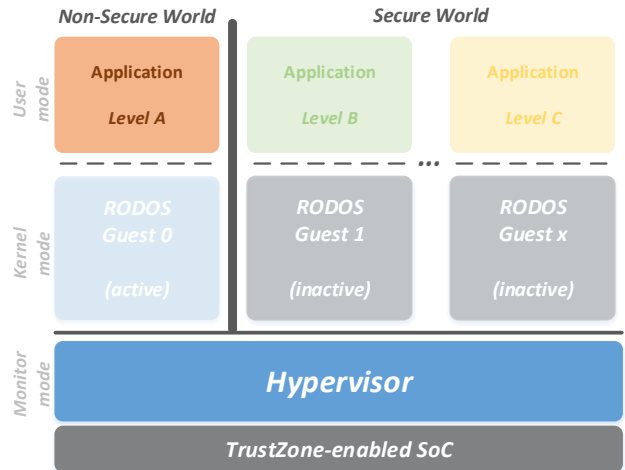 Non-Secure World
Secure World
User mode
Application
Level A
Application
Level B
Application
Level C
...
Kernel mode
RODOS
Guest 0
(active)
RODOS
Guest 1
(inactive)
RODOS
Guest x
(inactive)
Monitor mode
Hypervisor
TrustZone-enabled SoC